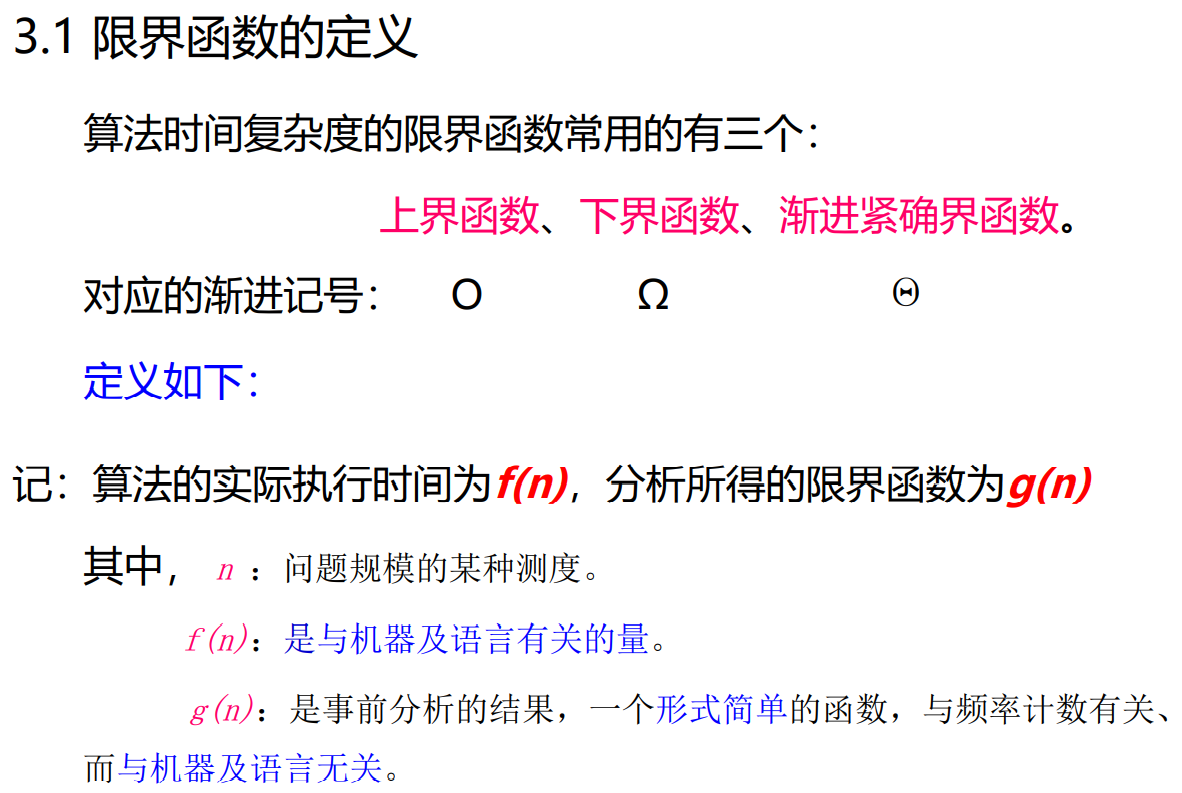 3.1 限界函数的定义
算法时间复杂度的限界函数常用的有三个：
上界函数、下界函数、渐进紧确界函数。
对应的渐进记号： O Ω Θ
定义如下：
记：算法的实际执行时间为f(n)，分析所得的限界函数为g(n)
其中， n ：问题规模的某种测度。
f(n)：是与机器及语言有关的量。
g(n)：是事前分析的结果，一个形式简单的函数，与频率计数有关、
而与机器及语言无关。